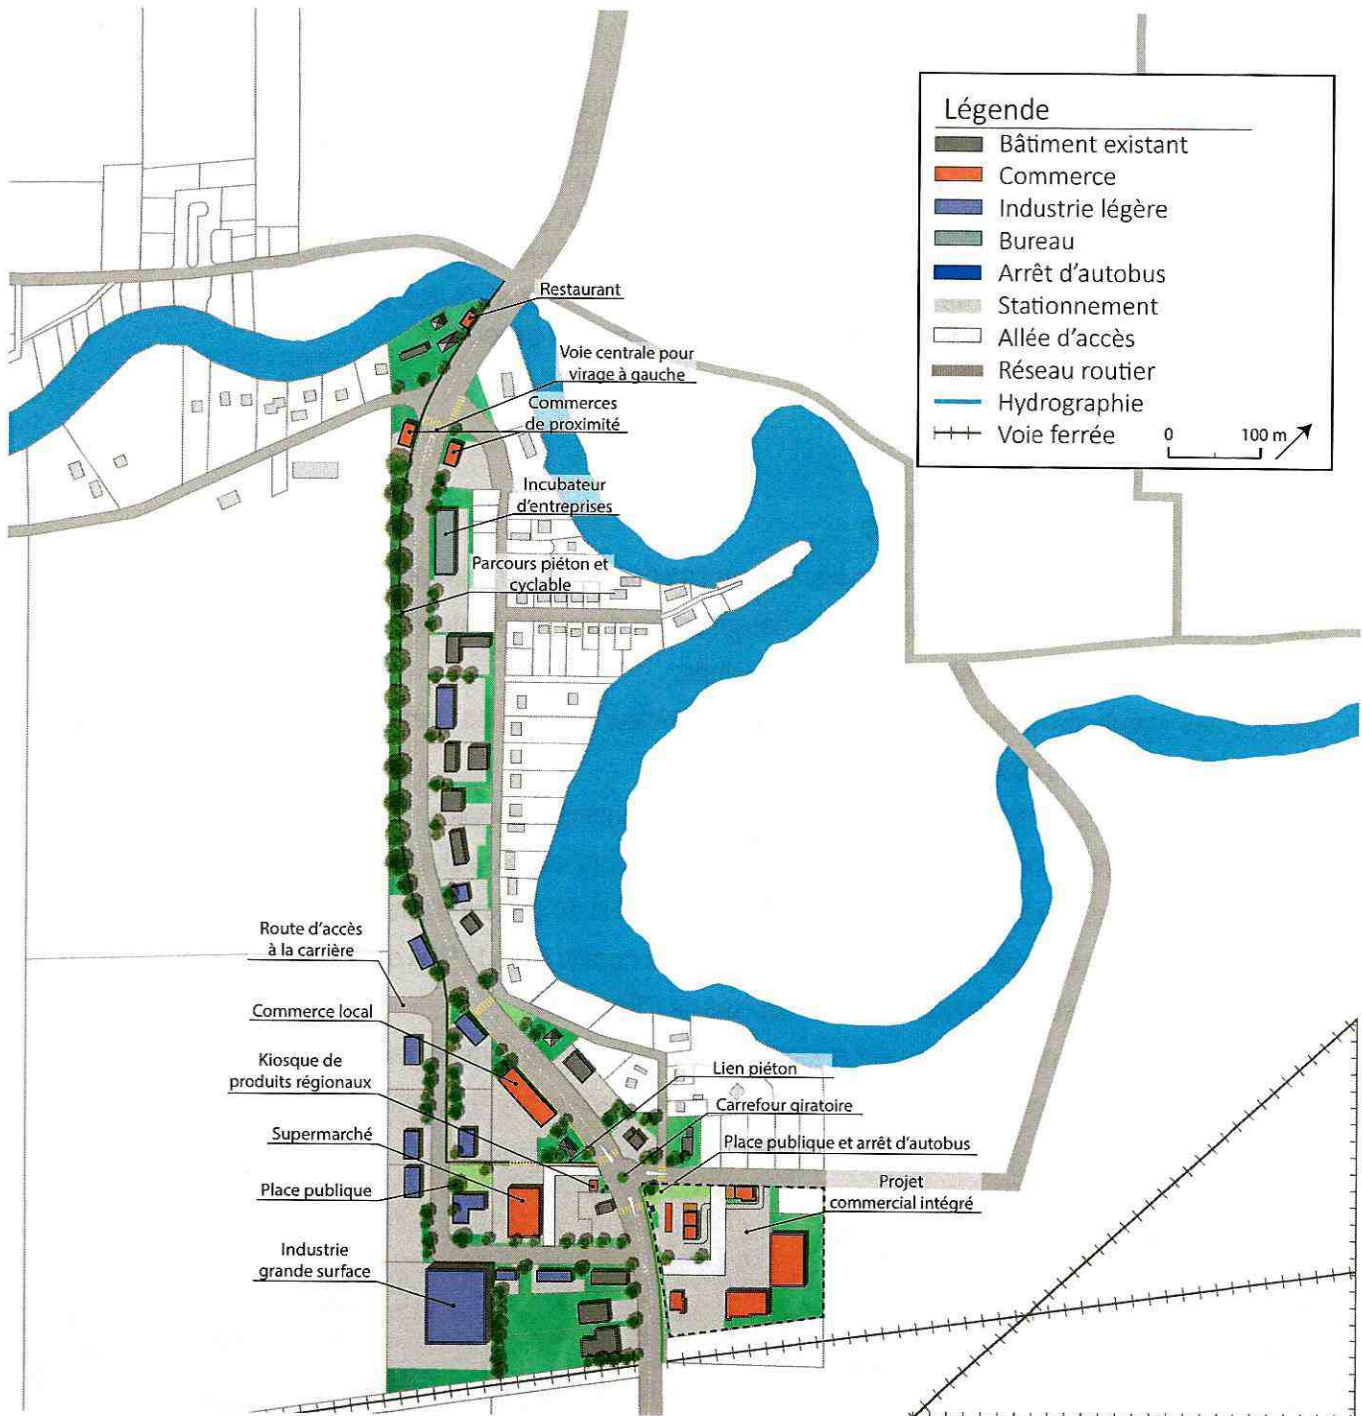 Légende
Bâtiment existant
Commerce
Industrie légère
Bureau
Arrêt d'autobus
Stationnement
Allée d'accès
Réseau routier
Hydrographie
Voie ferrée
0 100 m
Restaurant
Voie centrale pour
virage à gauche
Commerces
de proximité
Incubateur
d'entreprises
Parcours piéton et
cyclable
Route d'accès
à la carrière
Commerce local
Kiosque de
produits régionaux
Supermarché
Place publique
Industrie
grande surface
Lien piéton
Carrefour giratoire
Place publique et arrêt d'autobus
Projet
commercial intégré